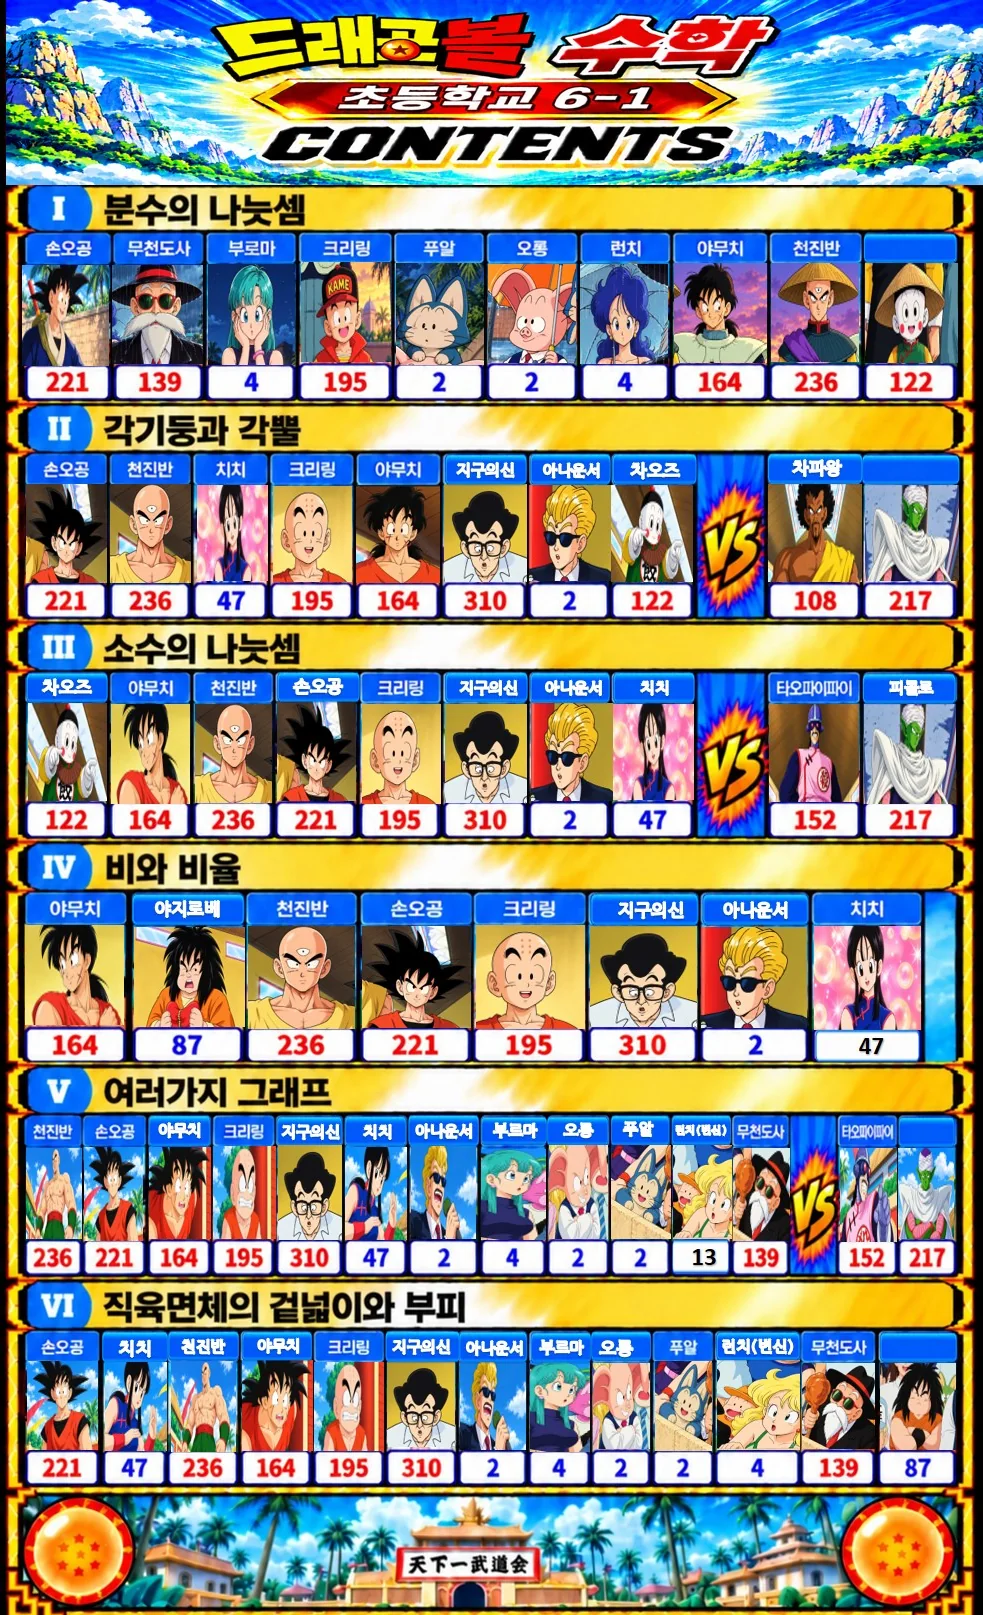 드래곤볼 수학
초등학교 6-1
CONTENTS
I 분수의 나눗셈
손오공 무천도사 부로마 크리링 푸알 오룡 런치 야무치 천진반
KAME
221 139 4 195 2 2 4 164 236 122
II 각기둥과 각뿔
손오공 천진반 치치 크리링 야무치 지구의신 아나운서 차오즈 차파왕
VS
221 236 47 195 164 310 2 122 108 217
III 소수의 나눗셈
차오즈 야무치 천진반 손오공 크리링 지구의신 아나운서 치치 타오파이파이 피콜로
VS
122 164 236 221 195 310 2 47 152 217
IV 비와 비율
야무치 야지로베 천진반 손오공 크리링 지구의신 아나운서 치치
164 87 236 221 195 310 2 47
V 여러가지 그래프
천진반 손오공 야무치 크리링 지구의신 치치 아나운서 부르마 오룡 푸알 런치(변신) 무천도사 타오파이파이
VS
236 221 164 195 310 47 2 4 2 2 13 139 152 217
VI 직육면체의 겉넓이와 부피
손오공 치치 천진반 야무치 크리링 지구의신 아나운서 부르마 오룡 푸알 런치(변신) 무천도사
221 47 236 164 195 310 2 4 2 2 4 139 87
天下一武道会